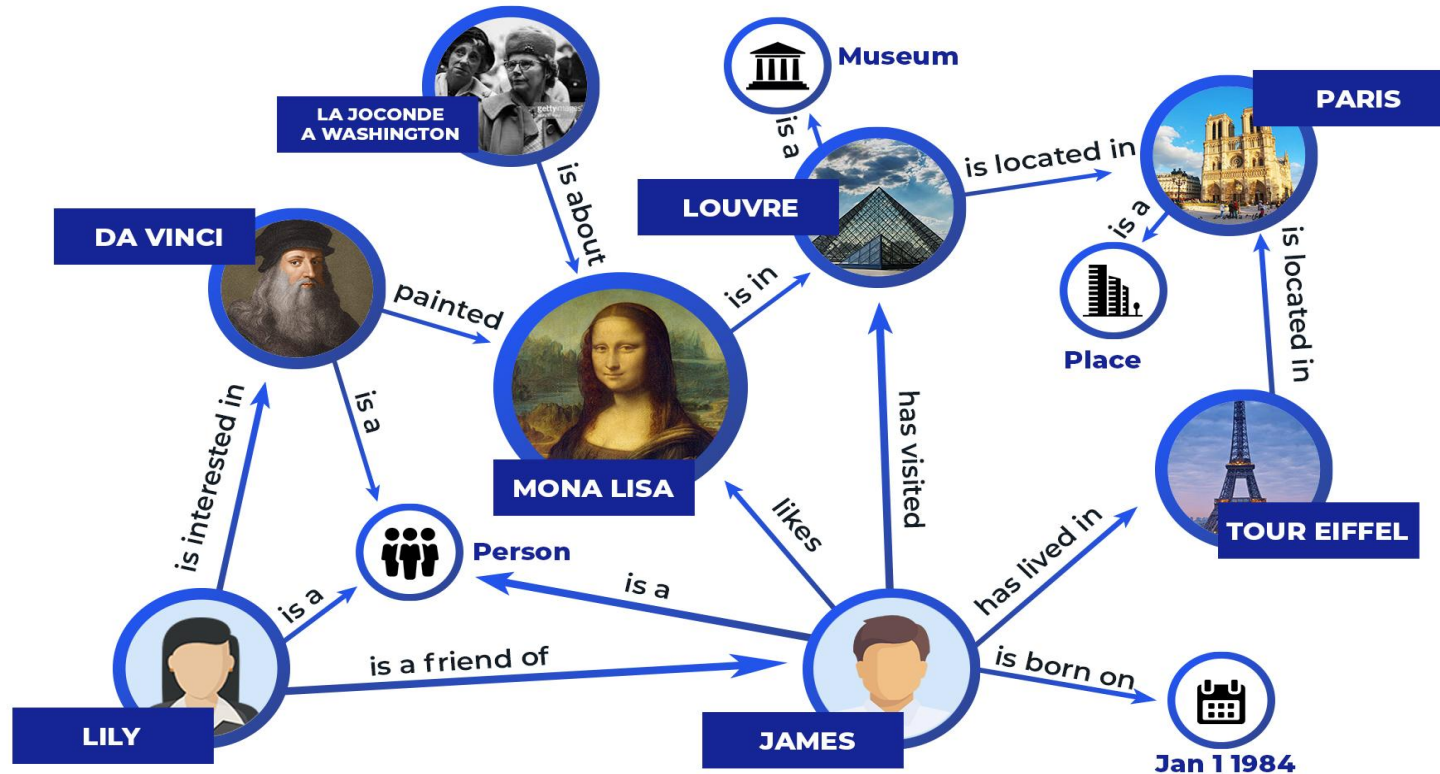 gettyimages
LA JOCONDE
A WASHINGTON
Museum
PARIS
is a
is located in
is about
LOUVRE
is a
DA VINCI
is located in
painted
is in
Place
is a
has visited
is interested in
MONA LISA
likes
TOUR EIFFEL
Person
has lived in
is a
is a
is a friend of
is born on
LILY
JAMES
Jan 1 1984